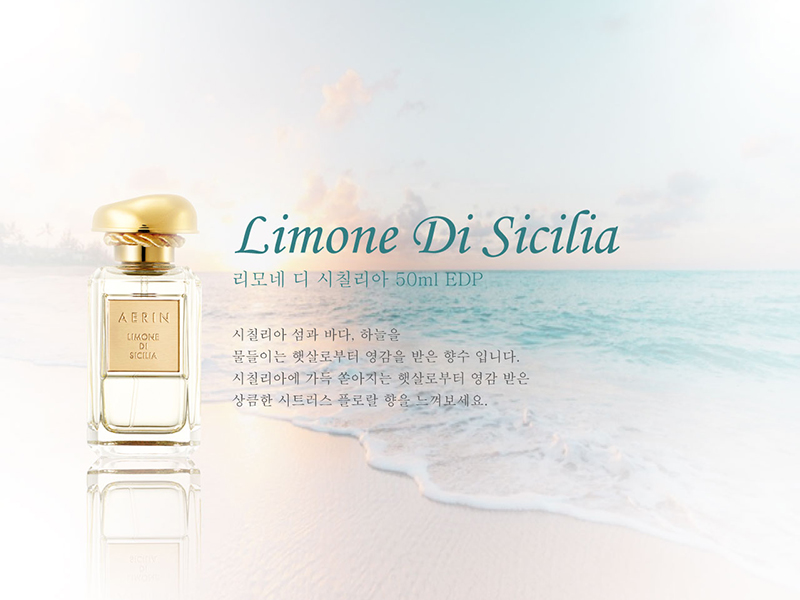 Limone Di Sicilia
리모네 디 시칠리아 50ml EDP
시칠리아 섬과 바다, 하늘을
물들이는 햇살로부터 영감을 받은 향수 입니다.
시칠리아에 가득 쏟아지는 햇살로부터 영감 받은
상큼한 시트러스 플로랄 향을 느껴보세요.
AERIN
LIMONE
DI
SICILIA